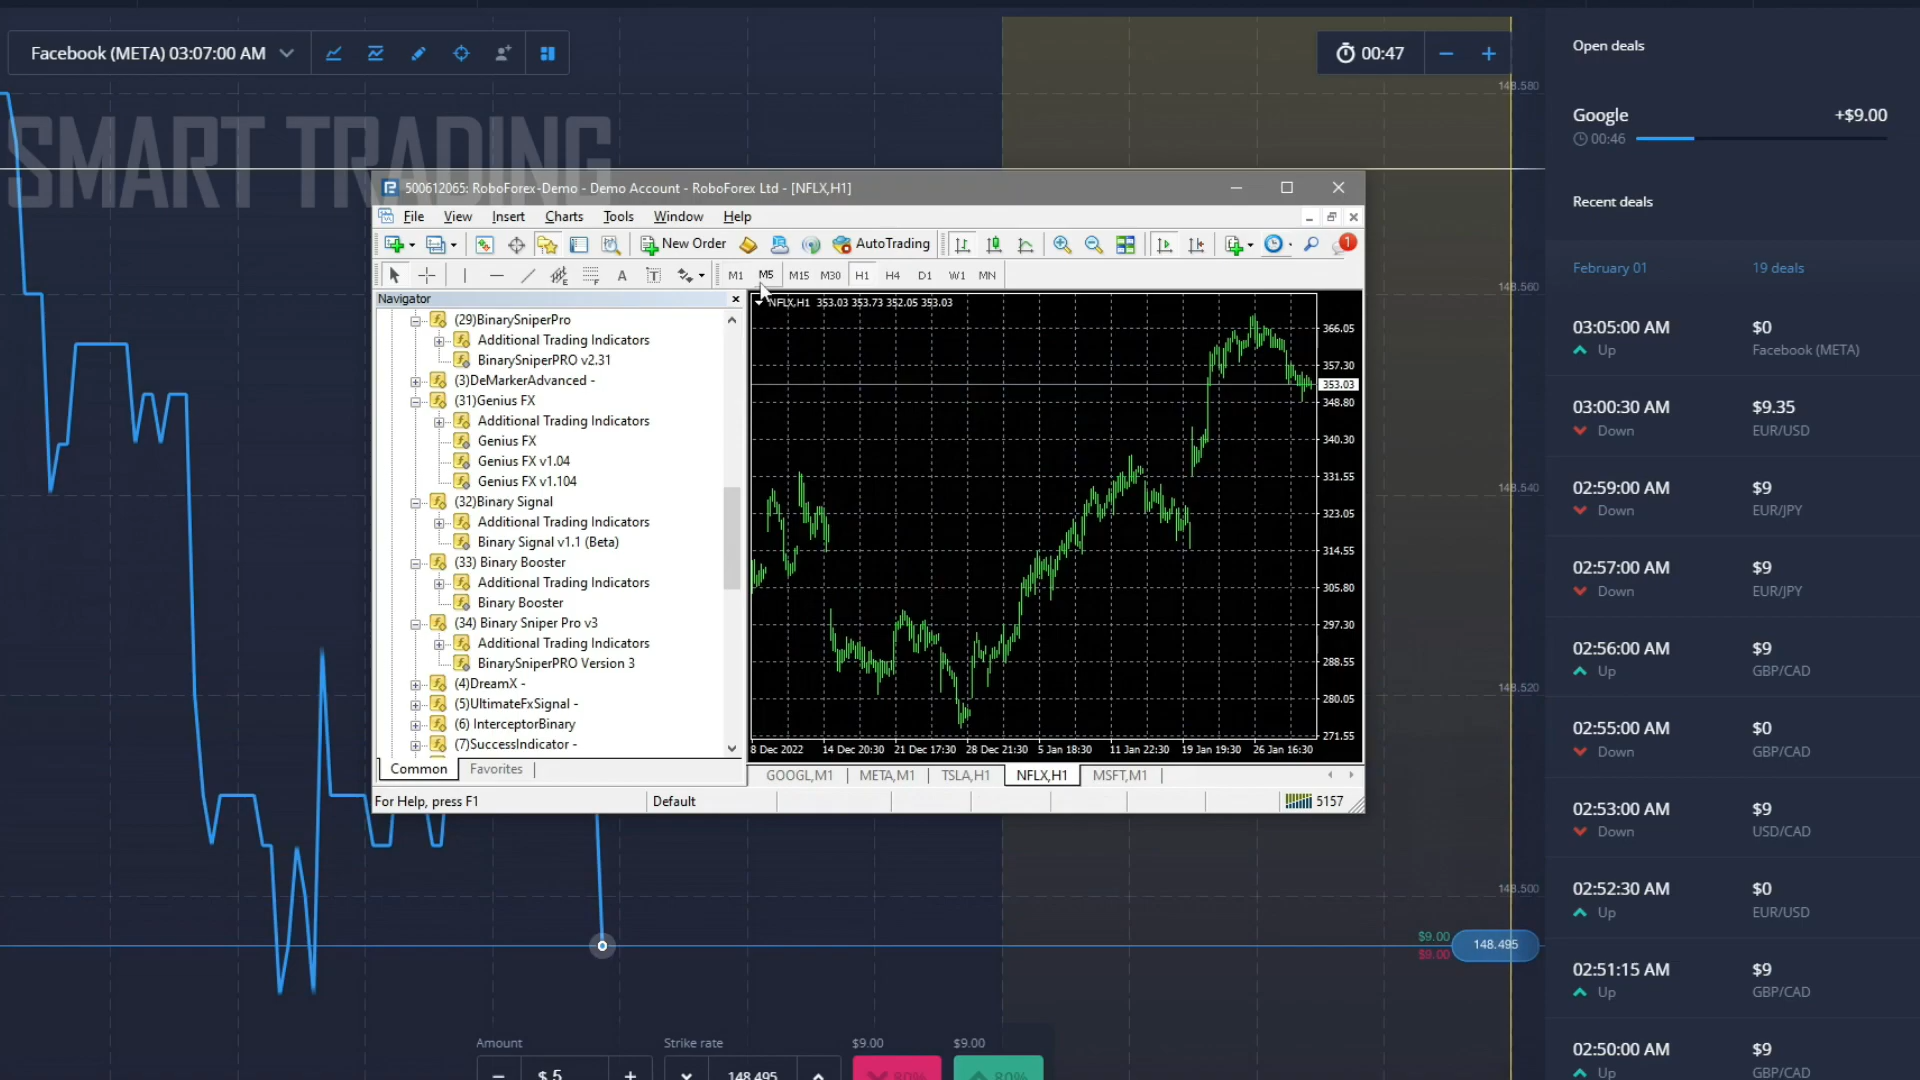 Facebook (META) 03:07:00 AM
00:47
SMART TRADING
148.580
148.560
148.540
148.520
148.500
$9.00
$9.00
148.495
Amount
$ 5
Strike rate
148.495
$9.00
80%
$9.00
80%
500612065: RoboForex-Demo - Demo Account - RoboForex Ltd - [NFLX,H1]
File View Insert Charts Tools Window Help
New Order AutoTrading 1
A T M1 M5 M15 M30 H1 H4 D1 W1 MN
Navigator
(29)BinarySniperPro
Additional Trading Indicators
BinarySniperPRO v2.31
(3)DeMarkerAdvanced -
(31)Genius FX
Additional Trading Indicators
Genius FX
Genius FX v1.04
Genius FX v1.104
(32)Binary Signal
Additional Trading Indicators
Binary Signal v1.1 (Beta)
(33) Binary Booster
Additional Trading Indicators
Binary Booster
(34) Binary Sniper Pro v3
Additional Trading Indicators
BinarySniperPRO Version 3
(4)DreamX -
(5)UltimateFxSignal -
(6) InterceptorBinary
(7)SuccessIndicator -
Common Favorites
NFLX,H1 353.03 353.73 352.05 353.03
366.05
357.30
353.03
348.80
340.30
331.55
323.05
314.55
305.80
297.30
288.55
280.05
271.55
8 Dec 2022 14 Dec 20:30 21 Dec 17:30 28 Dec 21:30 5 Jan 18:30 11 Jan 22:30 19 Jan 19:30 26 Jan 16:30
GOOGL,M1 META,M1 TSLA,H1 NFLX,H1 MSFT,M1
For Help, press F1 Default 5157
Open deals
Google +$9.00
00:46
Recent deals
February 01 19 deals
03:05:00 AM $0
Up Facebook (META)
03:00:30 AM $9.35
Down EUR/USD
02:59:00 AM $9
Down EUR/JPY
02:57:00 AM $9
Down EUR/JPY
02:56:00 AM $9
Up GBP/CAD
02:55:00 AM $0
Down GBP/CAD
02:53:00 AM $9
Down USD/CAD
02:52:30 AM $0
Up EUR/USD
02:51:15 AM $9
Up GBP/CAD
02:50:00 AM $9
Up GBP/CAD